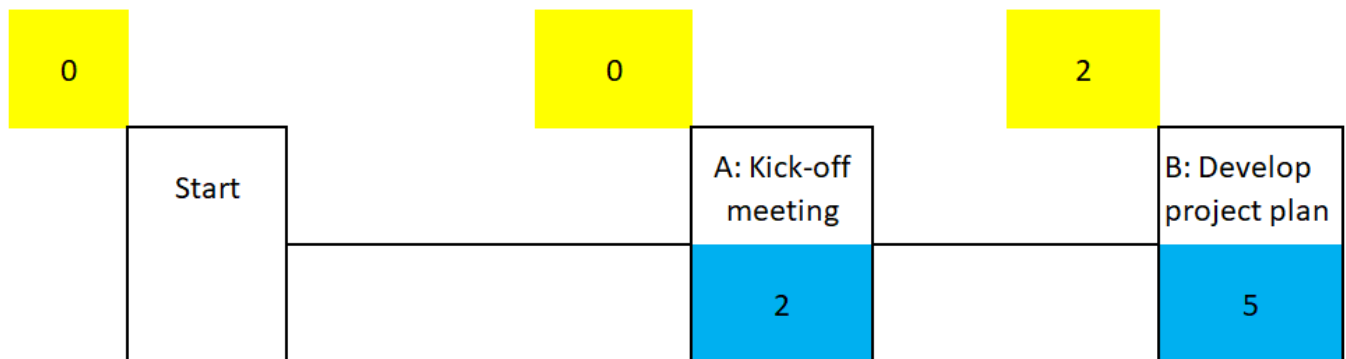 0
0
2
Start
A: Kick-off
meeting
B: Develop
project plan
2
5